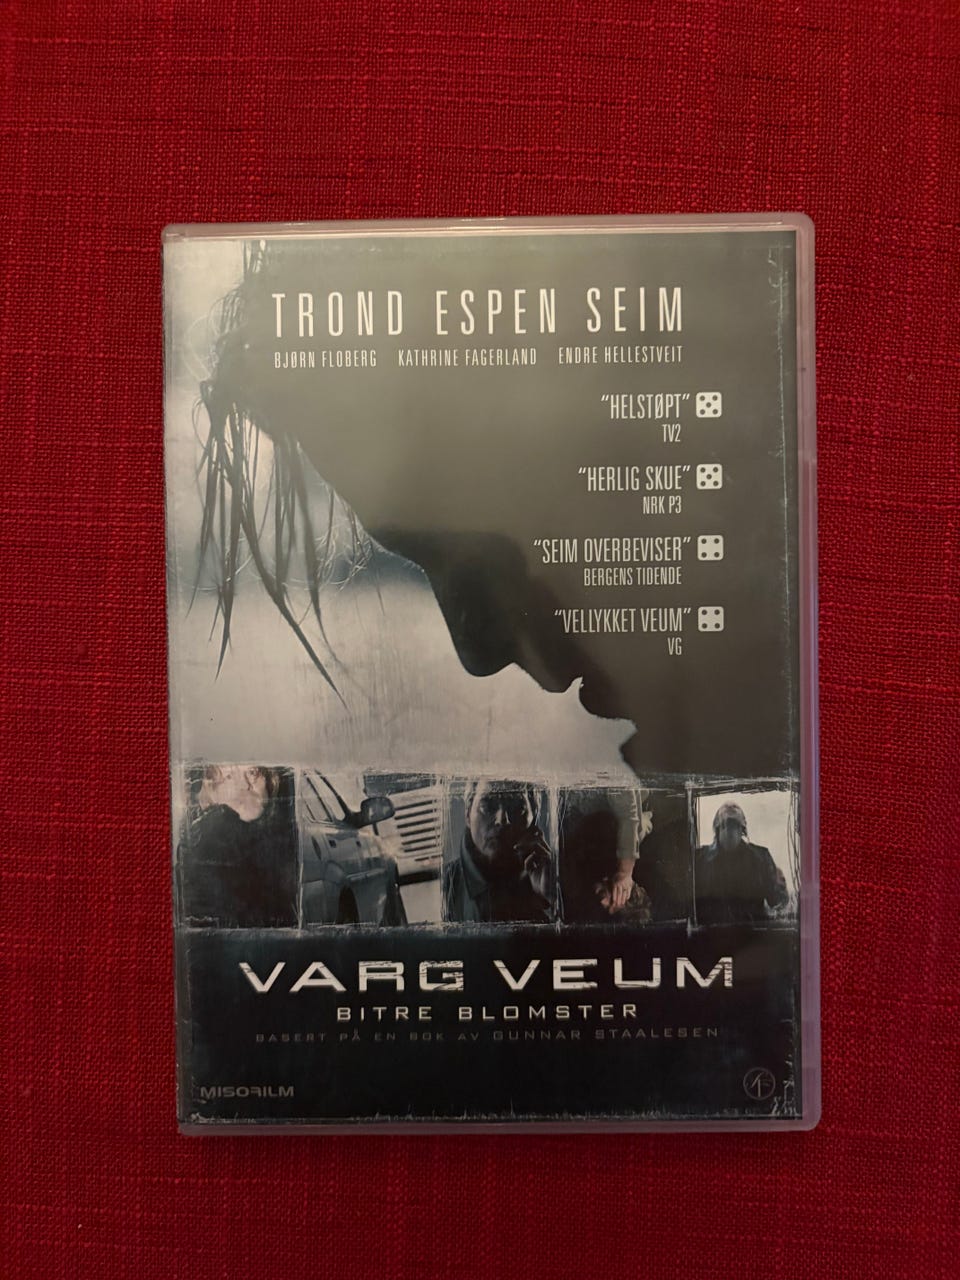 TROND ESPEN SEIM
BJØRN FLOBERG KATHRINE FAGERLAND ENDRE HELLESTVEIT
"HELSTØPT"
TV2
"HERLIG SKUE"
NRK P3
"SEIM OVERBEVISER"
BERGENS TIDENDE
"VELLYKKET VEUM"
VG
VARG VEUM
BITRE BLOMSTER
BASERT PÅ EN BOK AV GUNNAR STAALESEN
MISOFILM
SF